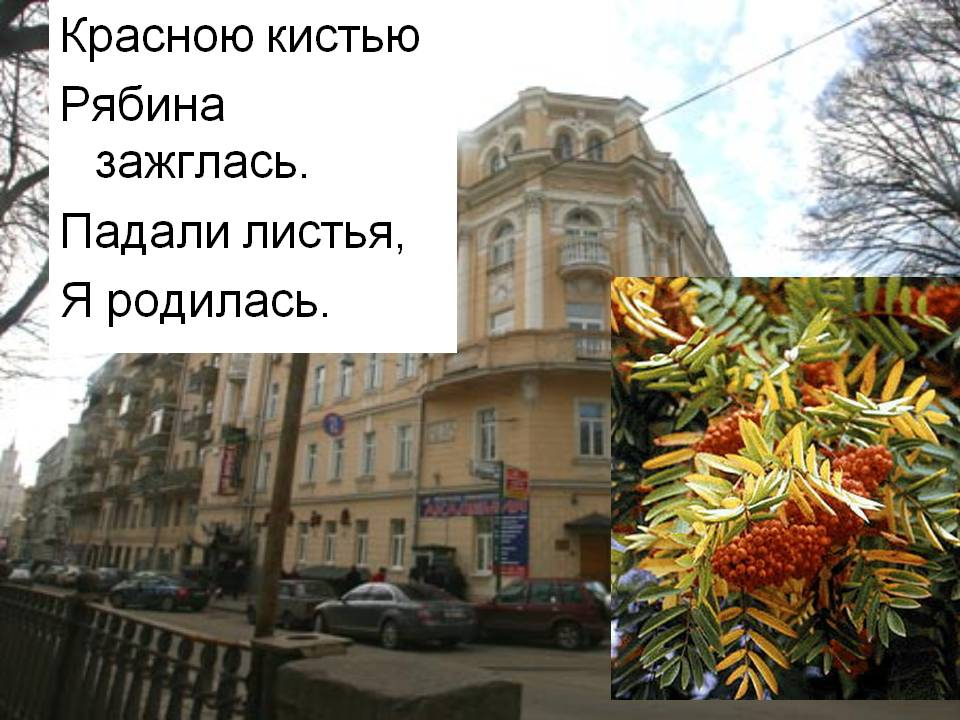 Красною кистью
Рябина
зажглась.
Падали листья,
Я родилась.